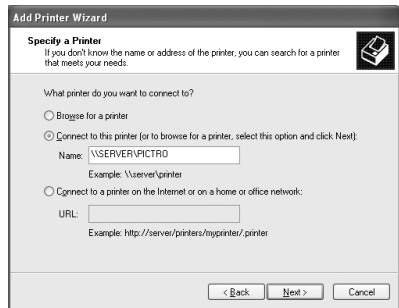 Add Printer Wizard
Specify a Printer
If you don't know the name or address of the printer, you can search for a printer
that meets your needs.
What printer do you want to connect to?
Browse for a printer
Connect to this printer (or to browse for a printer, select this option and click Next):
Name: \\SERVER\PICTRO
Example: \\server\printer
Connect to a printer on the Internet or on a home or office network:
URL:
Example: http://server/printers/myprinter/.printer
< Back Next > Cancel